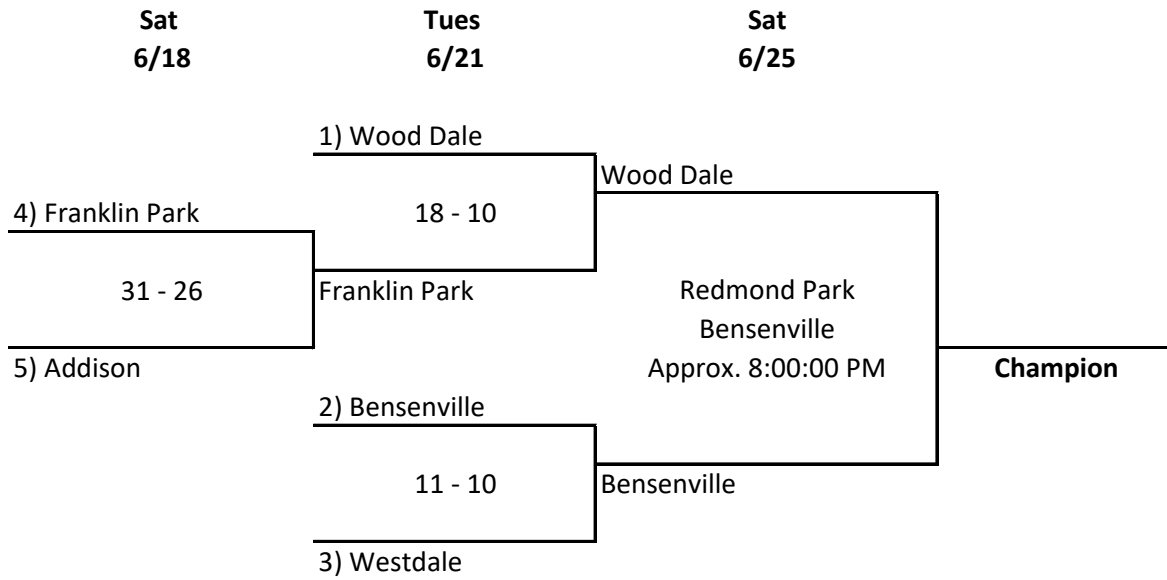 Sat
6/18
Tues
6/21
Sat
6/25
1) Wood Dale
Wood Dale
4) Franklin Park
18 - 10
31 - 26
Franklin Park
Redmond Park
Bensenville
Approx. 8:00:00 PM
5) Addison
Champion
2) Bensenville
11 - 10
Bensenville
3) Westdale